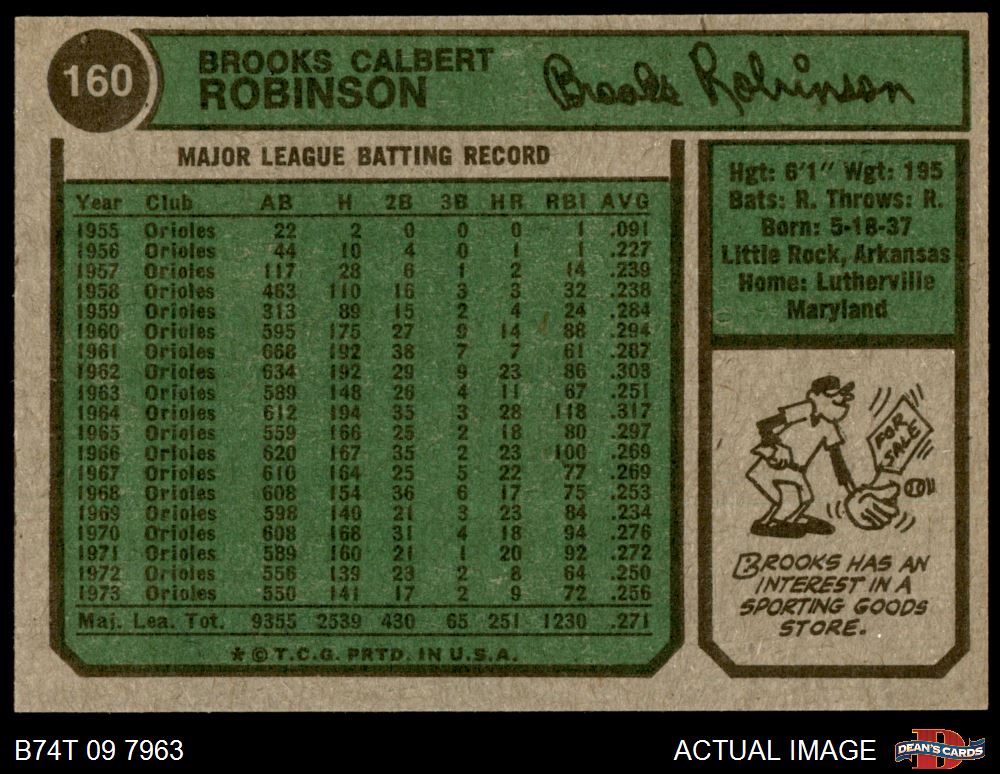 160
BROOKS CALBERT
ROBINSON
Brooks Robinson
MAJOR LEAGUE BATTING RECORD
Year Club AB H 2B 3B HR RBI AVG
1955 Orioles 22 2 0 0 0 1 .091
1956 Orioles 44 10 4 0 1 1 .227
1957 Orioles 117 28 6 1 2 14 .239
1958 Orioles 463 110 16 3 3 32 .238
1959 Orioles 313 89 15 2 4 24 .284
1960 Orioles 595 175 27 9 14 88 .294
1961 Orioles 668 192 38 7 7 61 .287
1962 Orioles 634 192 29 9 23 86 .303
1963 Orioles 589 148 26 4 11 67 .251
1964 Orioles 612 194 35 3 28 118 .317
1965 Orioles 559 166 25 2 18 80 .297
1966 Orioles 620 167 35 2 23 100 .269
1967 Orioles 610 164 25 5 22 77 .269
1968 Orioles 608 154 36 6 17 75 .253
1969 Orioles 598 140 21 3 23 84 .234
1970 Orioles 608 168 31 4 18 94 .276
1971 Orioles 589 160 21 1 20 92 .272
1972 Orioles 556 139 23 2 8 64 .250
1973 Orioles 550 141 17 2 9 72 .256
Maj. Lea. Tot. 9355 2539 430 65 251 1230 .271
* © T.C.G. PRTD. IN U.S.A.
Hgt: 6'1" Wgt: 195
Bats: R. Throws: R.
Born: 5-18-37
Little Rock, Arkansas
Home: Lutherville
Maryland
FOR
SALE
BROOKS HAS AN
INTEREST IN A
SPORTING GOODS
STORE.
B74T 09 7963
ACTUAL IMAGE
D
DEAN'S CARDS